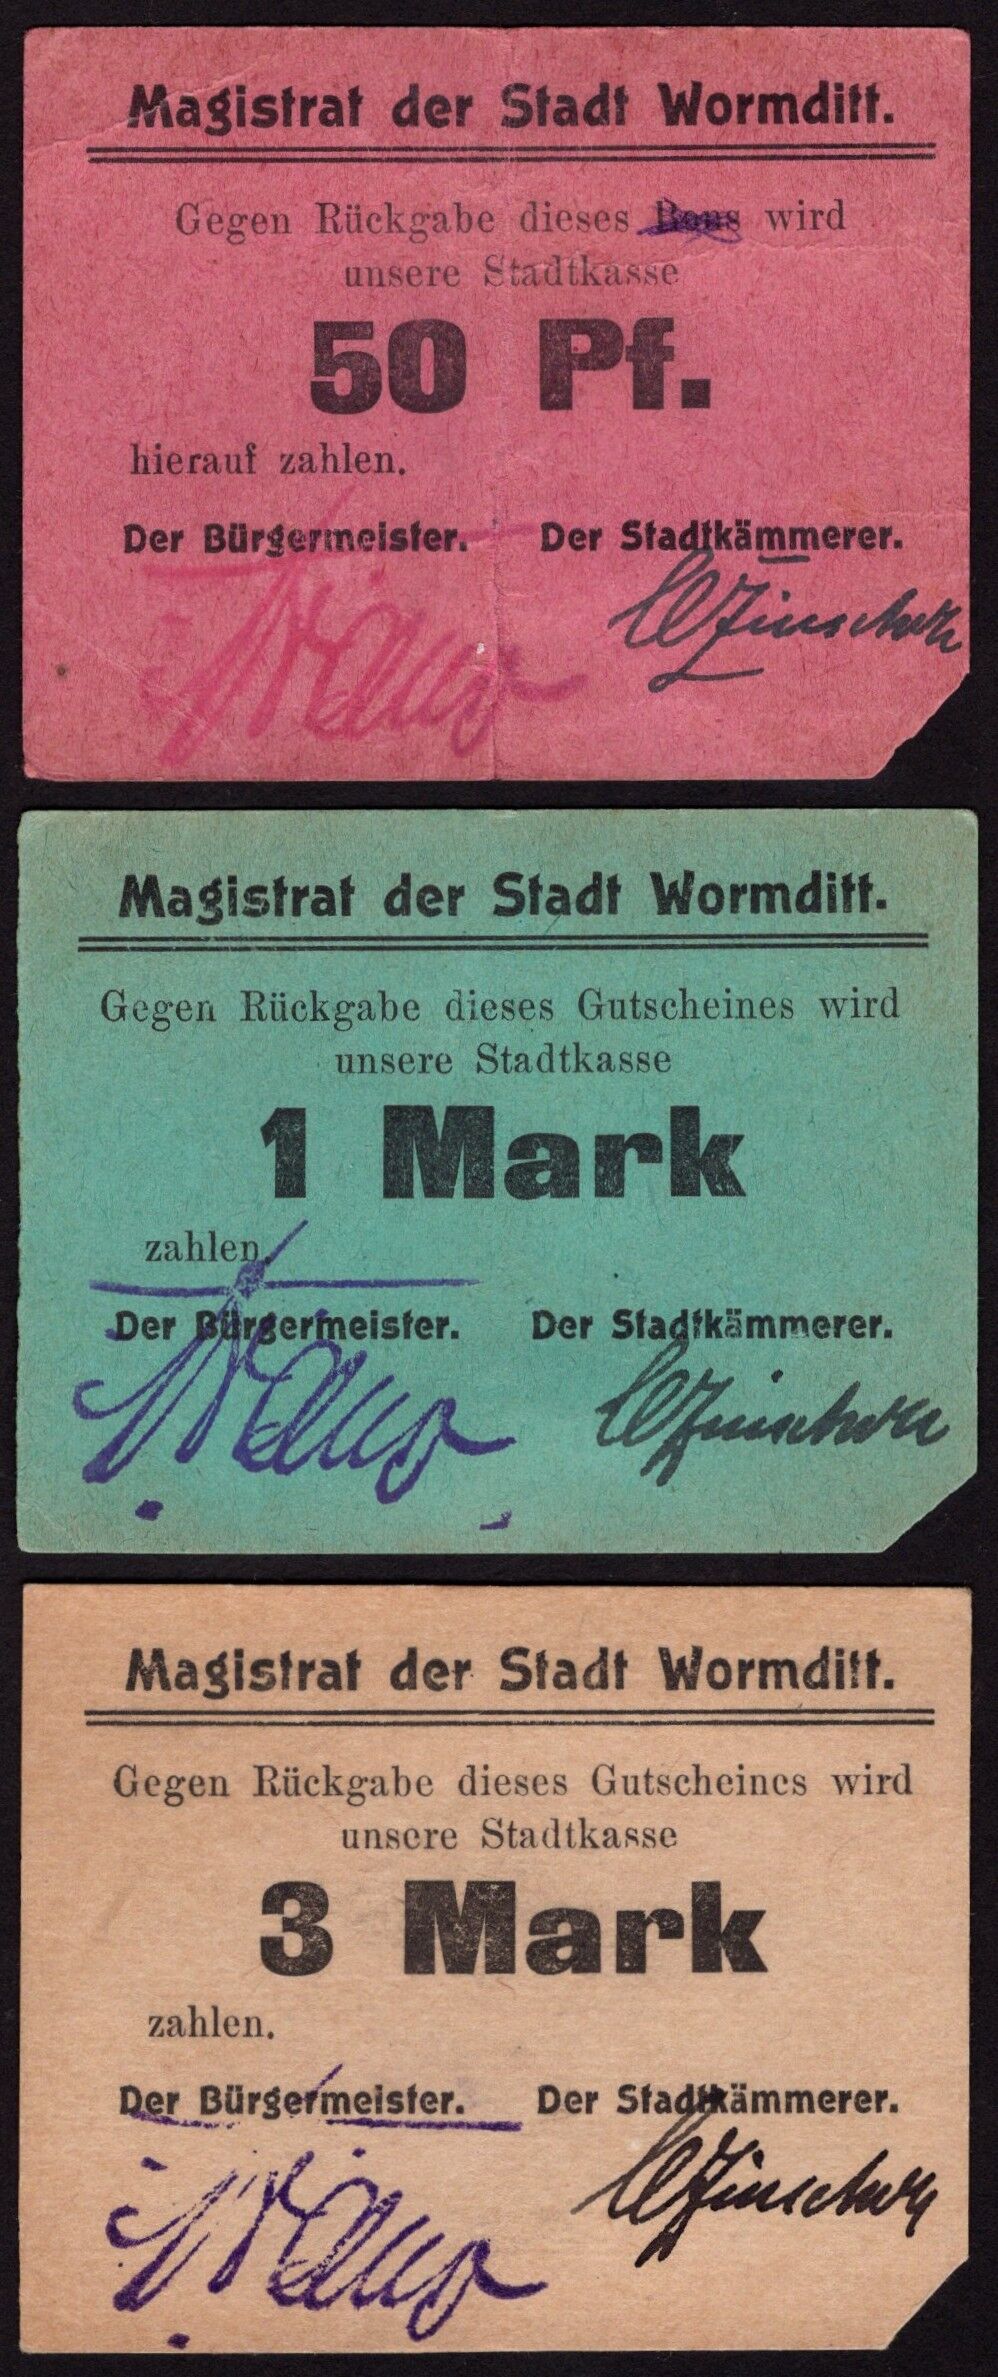 Magistrat der Stadt Wormditt.
Gegen Rückgabe dieses Bons wird
unsere Stadtkasse
50 Pf.
hierauf zahlen.
Der Bürgermeister. Der Stadtkämmerer.
Magistrat der Stadt Wormditt.
Gegen Rückgabe dieses Gutscheines wird
unsere Stadtkasse
1 Mark
zahlen.
Der Bürgermeister. Der Stadtkämmerer.
Magistrat der Stadt Wormditt.
Gegen Rückgabe dieses Gutscheines wird
unsere Stadtkasse
3 Mark
zahlen.
Der Bürgermeister. Der Stadtkämmerer.